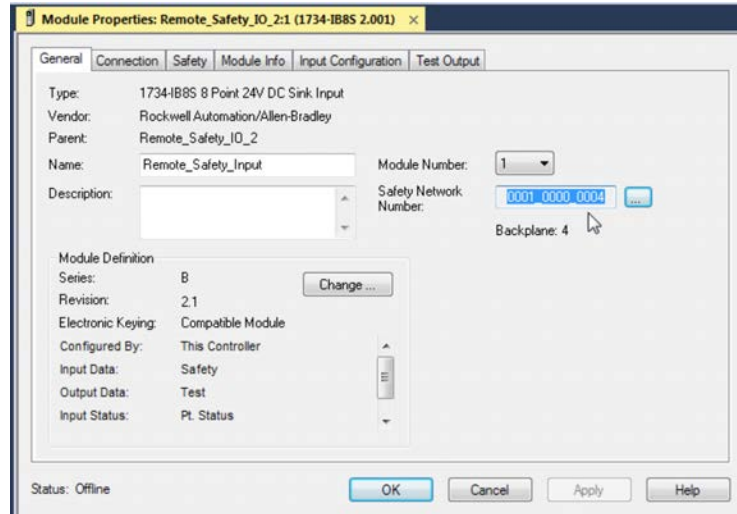 Module Properties: Remote_Safety_IO_2:1 (1734-IB8S 2.001) ×
General Connection Safety Module Info Input Configuration Test Output
Type: 1734-IB8S 8 Point 24V DC Sink Input
Vendor: Rockwell Automation/Allen-Bradley
Parent: Remote_Safety_IO_2
Name: Remote_Safety_Input Module Number: 1
Description: Safety Network Number: 0001_0000_0004 ...
Backplane: 4
Module Definition
Series: B Change ...
Revision: 2.1
Electronic Keying: Compatible Module
Configured By: This Controller
Input Data: Safety
Output Data: Test
Input Status: Pt. Status
Status: Offline OK Cancel Apply Help